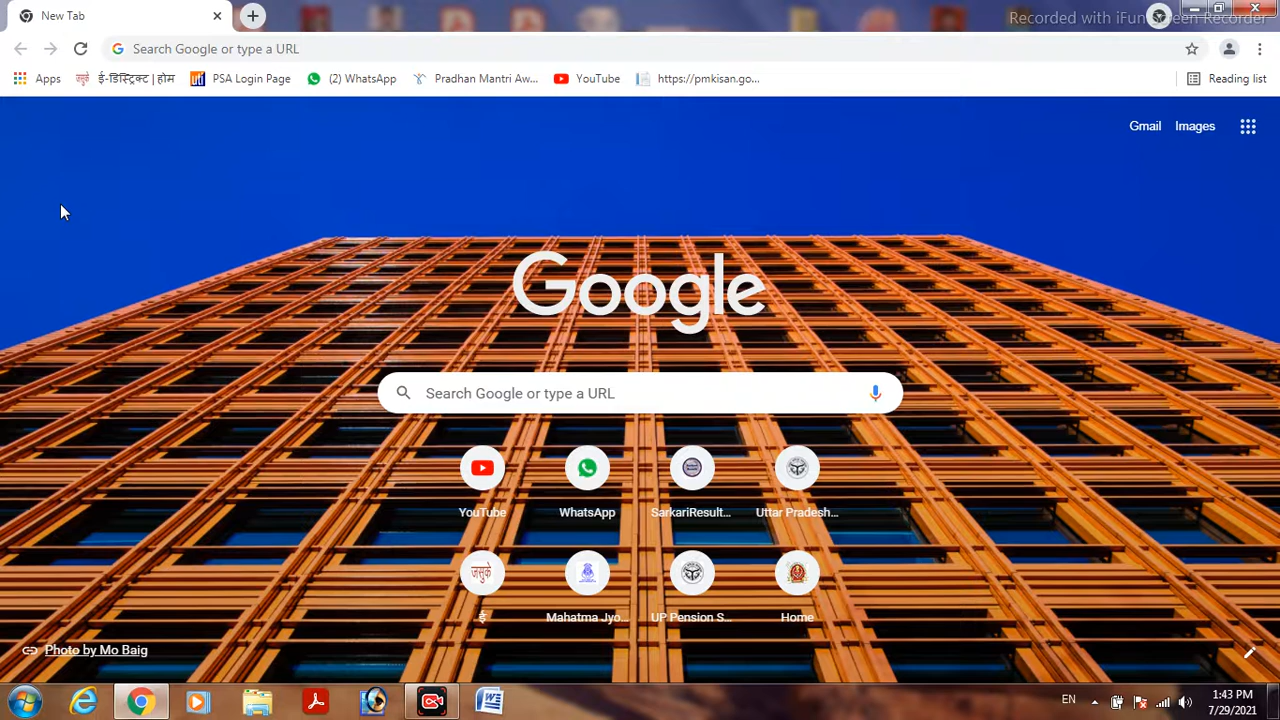 New Tab
Recorded with iFun Screen Recorder
Search Google or type a URL
Apps
जसुके
ई-डिस्ट्रिक्ट | होम
PSA Login Page
(2) WhatsApp
Pradhan Mantri Aw...
YouTube
https://pmkisan.go...
Reading list
Gmail
Images
Google
Search Google or type a URL
YouTube
WhatsApp
SarkariResult...
Uttar Pradesh...
जसुके
ई
Mahatma Jyo...
UP Pension S...
Home
Photo by Mo Baig
EN
1:43 PM
7/29/2021